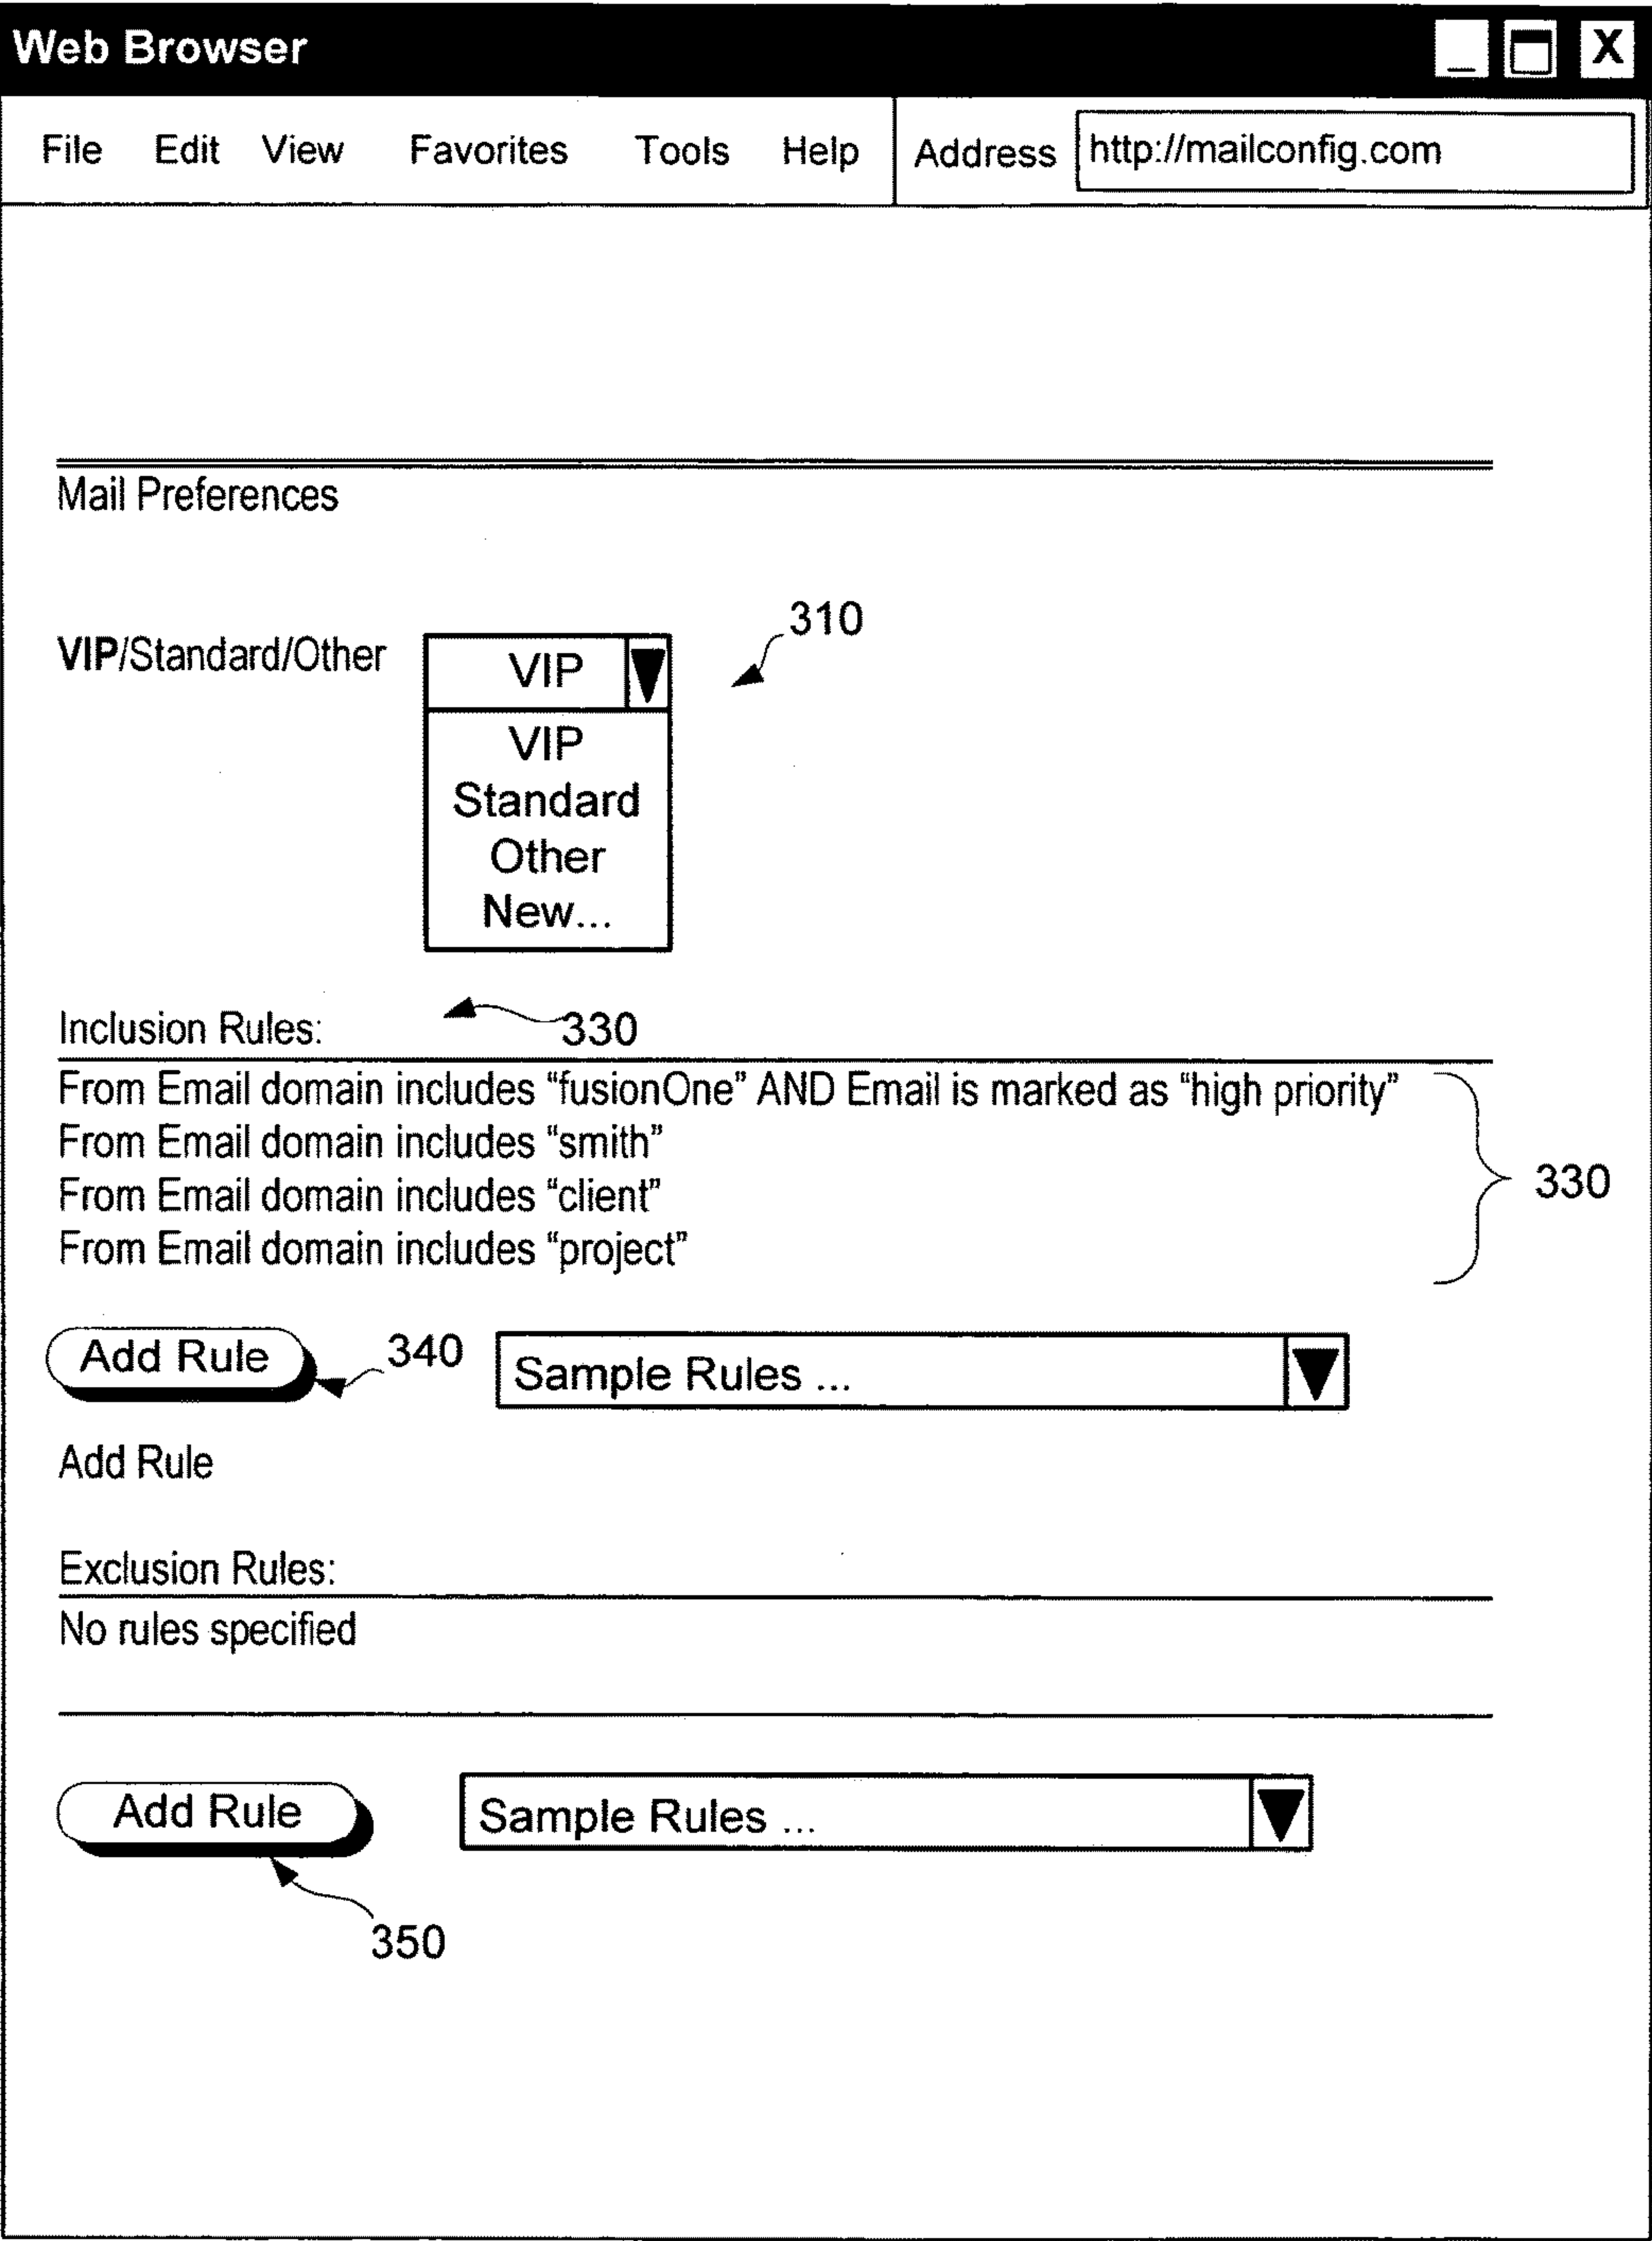 Web Browser _ X
File Edit View Favorites Tools Help Address http://mailconfig.com
Mail Preferences
310
VIP/Standard/Other VIP
VIP
Standard
Other
New...
Inclusion Rules: 330
From Email domain includes “fusionOne” AND Email is marked as “high priority”
From Email domain includes “smith”
From Email domain includes “client”
From Email domain includes “project”
330
Add Rule 340 Sample Rules ...
Add Rule
Exclusion Rules:
No rules specified
Add Rule Sample Rules ...
350